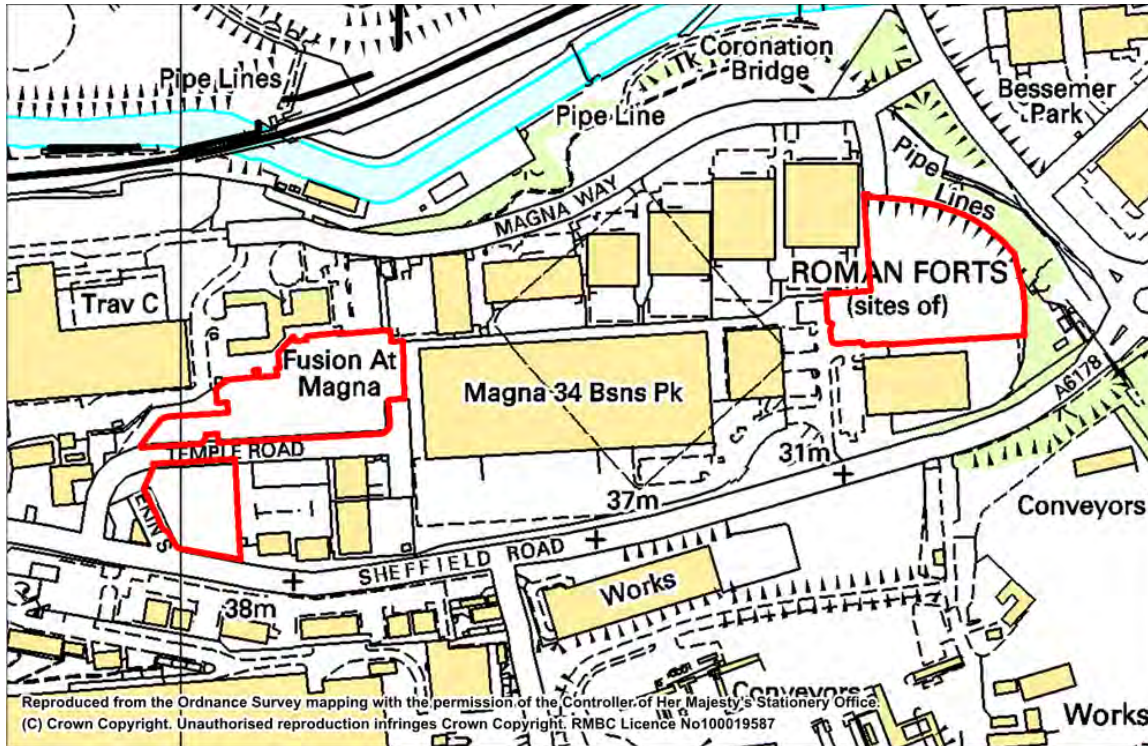 Coronation
Bridge
Tk
Pipe Lines
Bessemer
Park
Pipe Line
Pipe
Lines
MAGNA WAY
ROMAN FORTS
(sites of)
Trav C
Fusion At
Magna
Magna 34 Bsns Pk
A6178
TEMPLE ROAD
31m
37m
Conveyors
SHEFFIELD ROAD
Works
38m
Conveyors
Works
Reproduced from the Ordnance Survey mapping with the permission of the Controller of Her Majesty's Stationery Office.
(C) Crown Copyright. Unauthorised reproduction infringes Crown Copyright. RMBC Licence No100019587